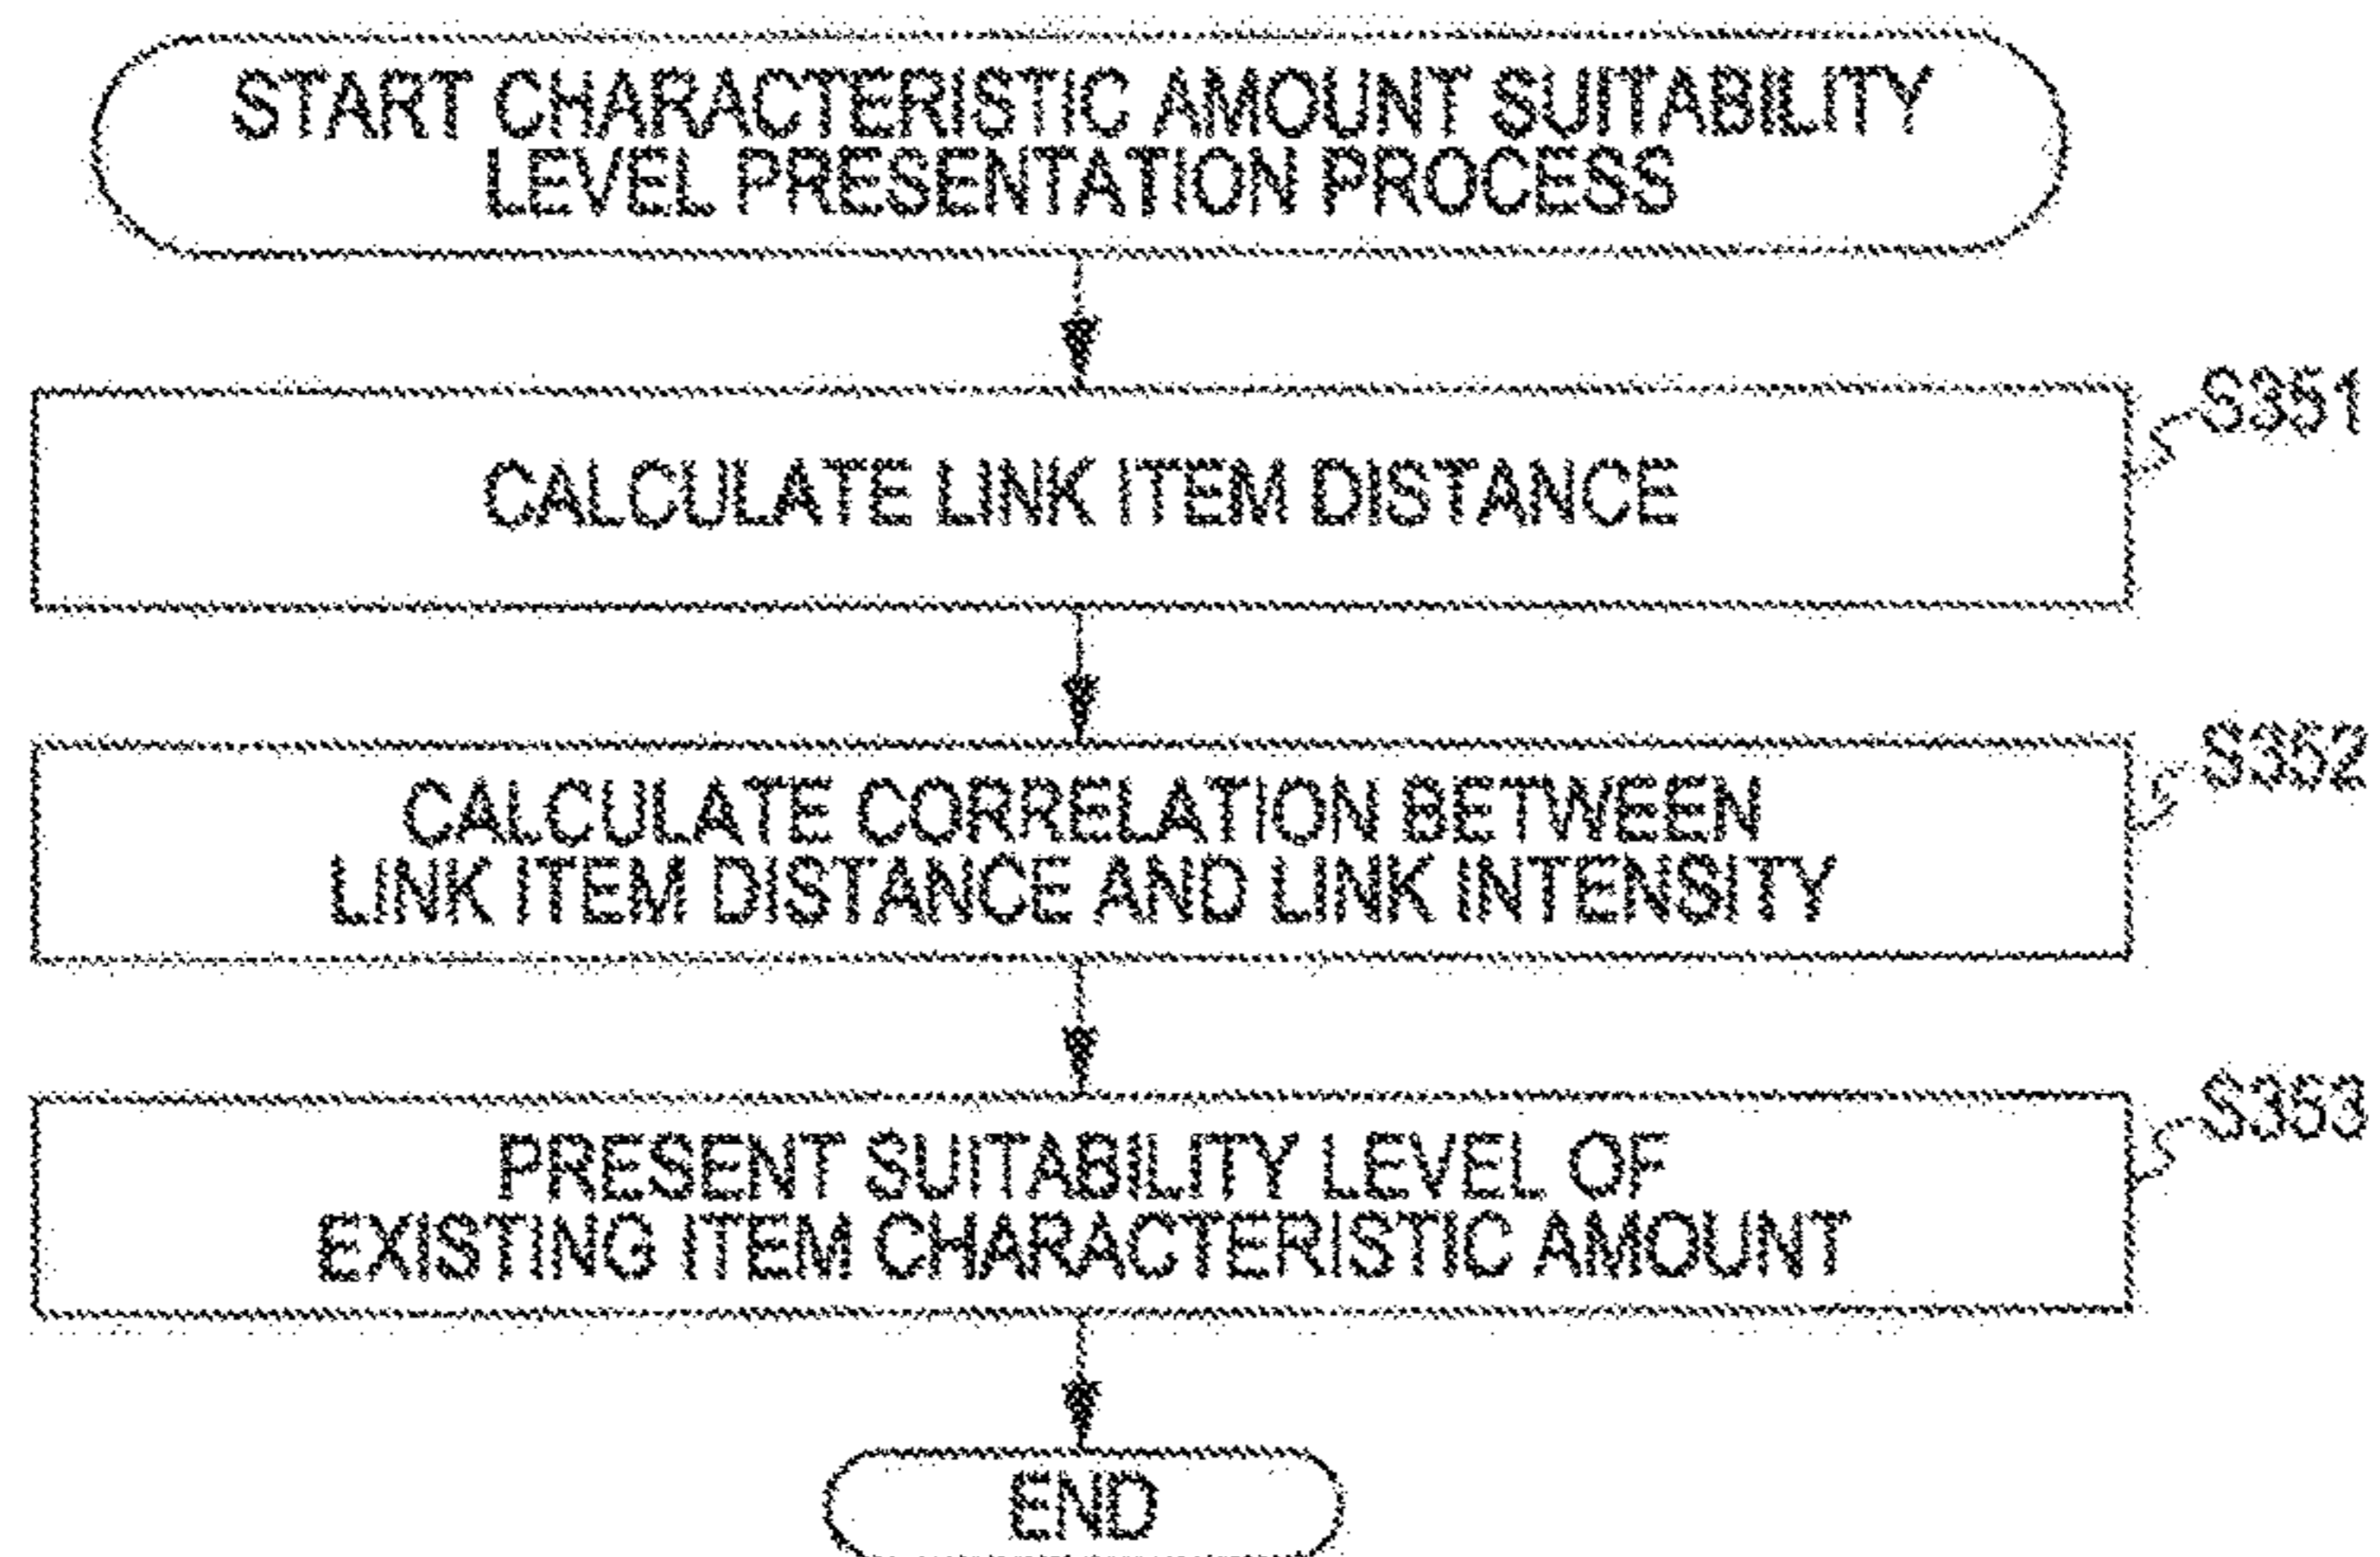 START CHARACTERISTIC AMOUNT SUITABILITY
LEVEL PRESENTATION PROCESS
S351
CALCULATE LINK ITEM DISTANCE
S352
CALCULATE CORRELATION BETWEEN
LINK ITEM DISTANCE AND LINK INTENSITY
S353
PRESENT SUITABILITY LEVEL OF
EXISTING ITEM CHARACTERISTIC AMOUNT
END